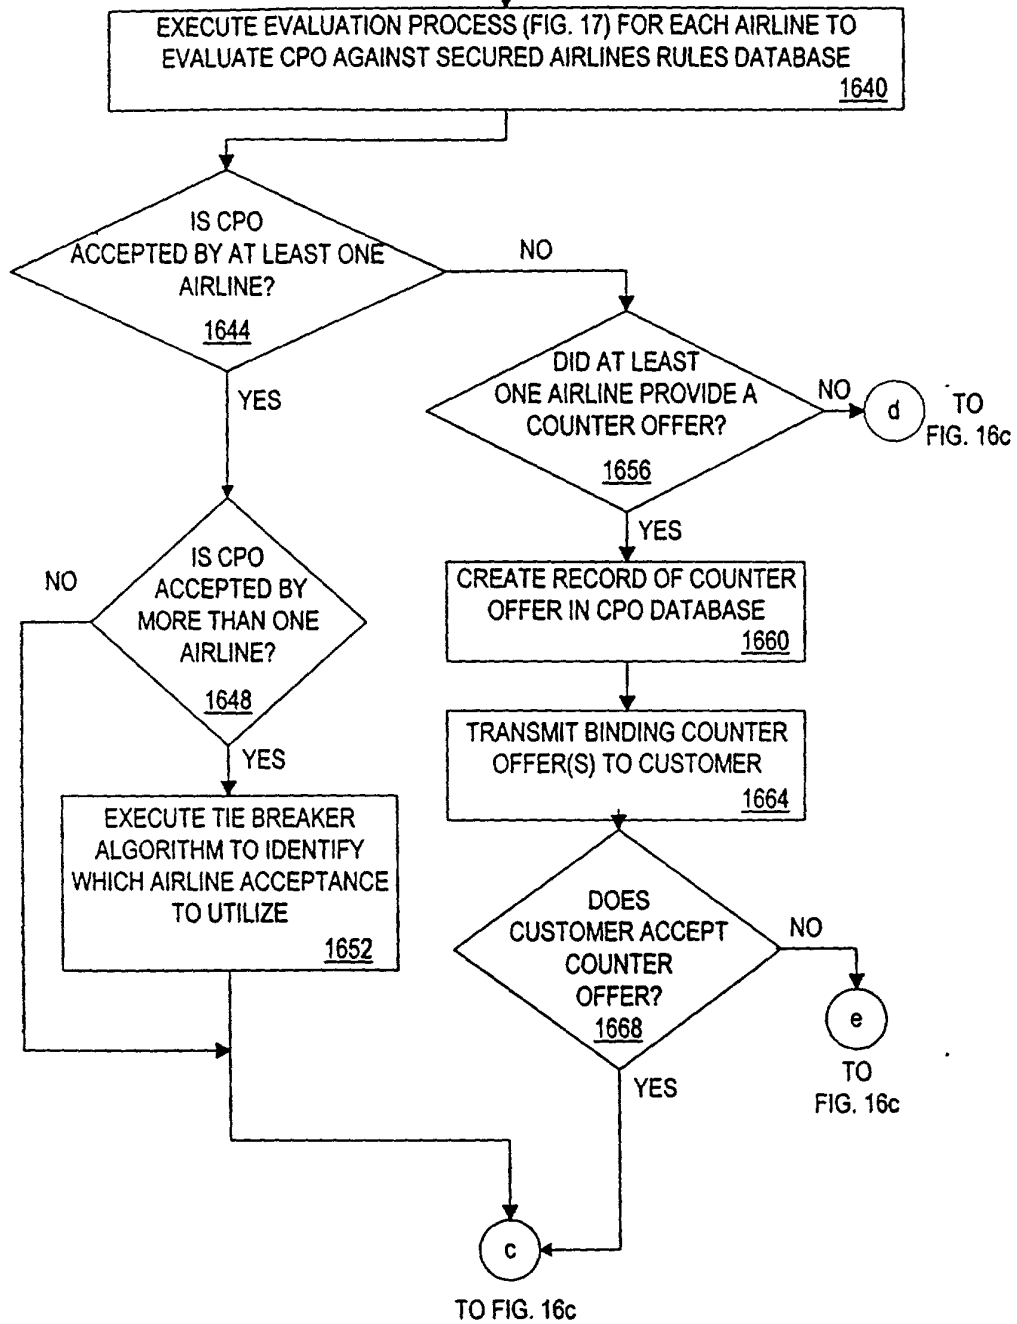 EXECUTE EVALUATION PROCESS (FIG. 17) FOR EACH AIRLINE TO
EVALUATE CPO AGAINST SECURED AIRLINES RULES DATABASE
1640
IS CPO
ACCEPTED BY AT LEAST ONE
AIRLINE?
1644
NO
YES
DID AT LEAST
ONE AIRLINE PROVIDE A
COUNTER OFFER?
1656
NO
d
TO
FIG. 16c
YES
IS CPO
ACCEPTED BY
MORE THAN ONE
AIRLINE?
1648
NO
YES
CREATE RECORD OF COUNTER
OFFER IN CPO DATABASE
1660
TRANSMIT BINDING COUNTER
OFFER(S) TO CUSTOMER
1664
EXECUTE TIE BREAKER
ALGORITHM TO IDENTIFY
WHICH AIRLINE ACCEPTANCE
TO UTILIZE
1652
DOES
CUSTOMER ACCEPT
COUNTER
OFFER?
1668
NO
e
TO
FIG. 16c
YES
c
TO FIG. 16c